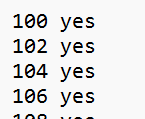 100 yes
102 yes
104 yes
106 yes